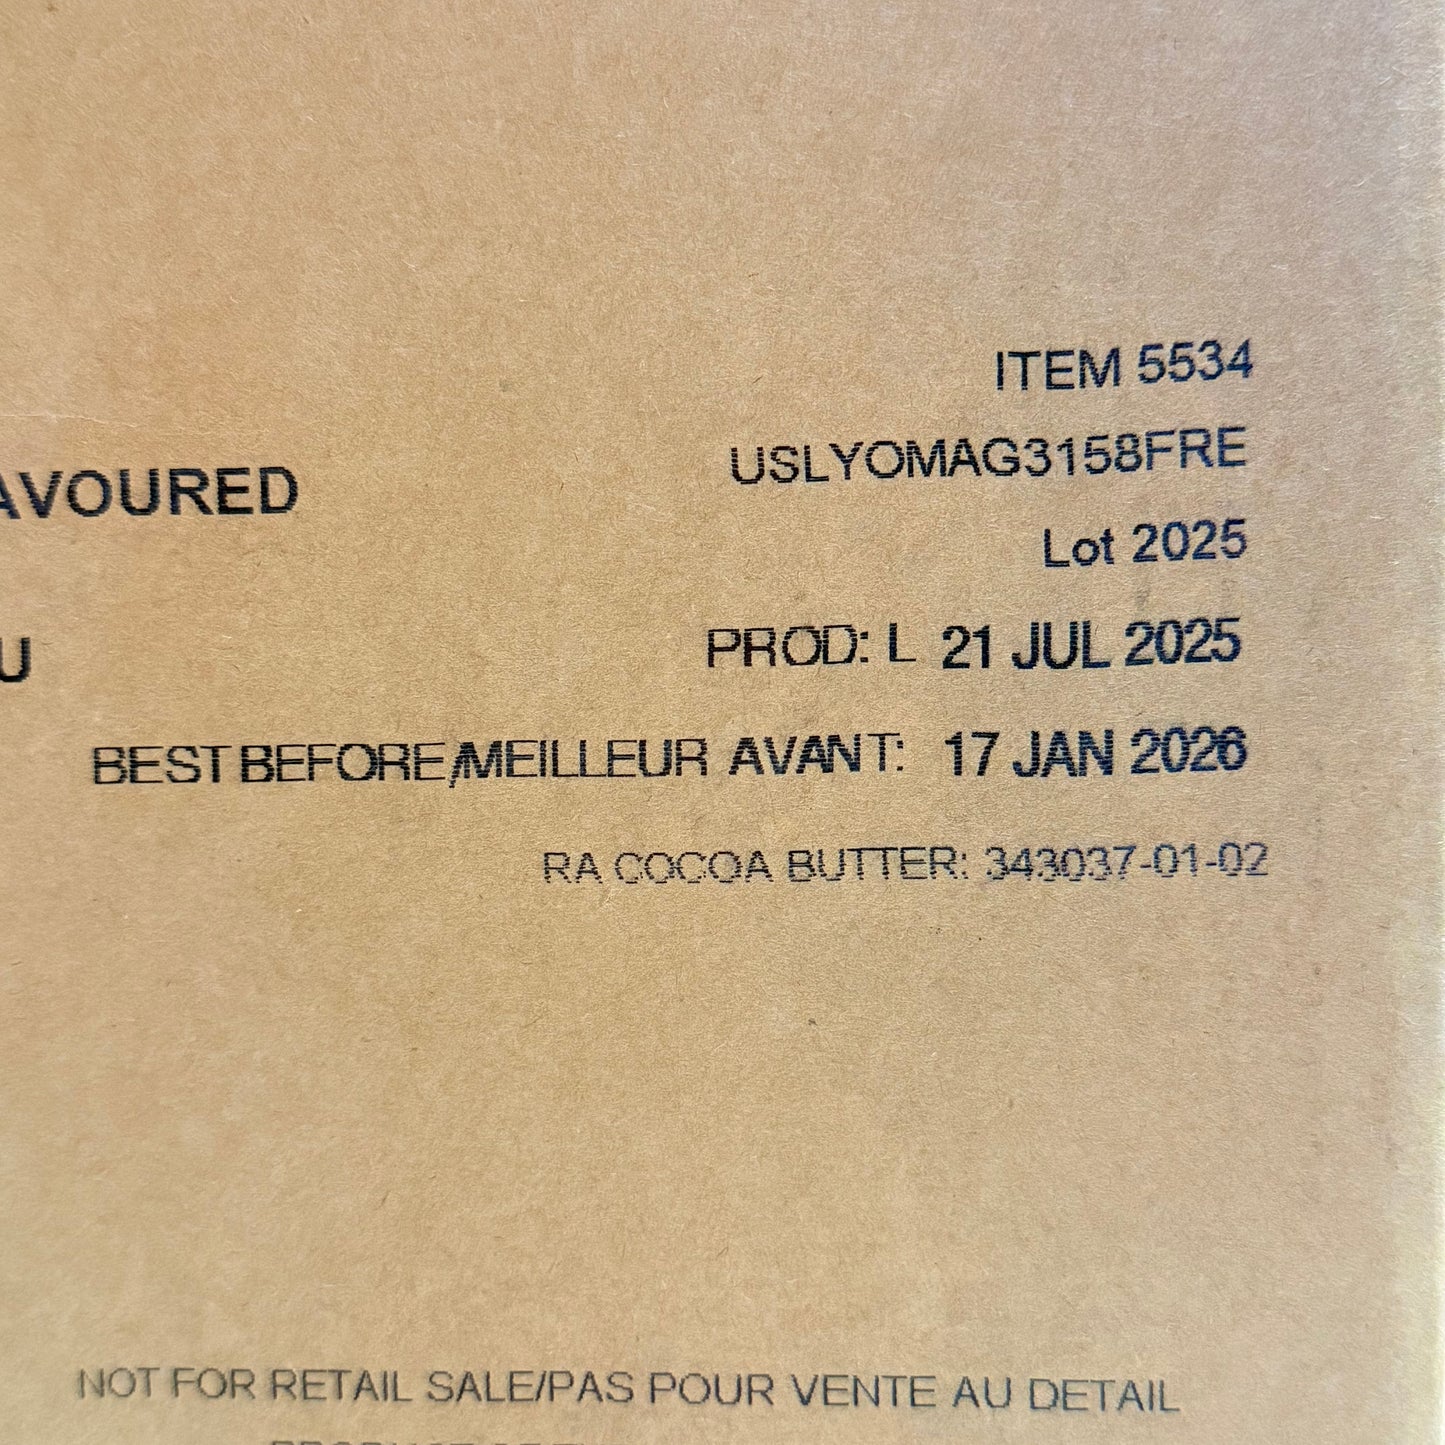 ITEM 5534
USLYOMAG3158FRE
AVOURED
Lot 2025
U
PROD: L 21 JUL 2025
BEST BEFORE/MEILLEUR AVANT: 17 JAN 2026
RA COCOA BUTTER: 343037-01-02
NOT FOR RETAIL SALE/PAS POUR VENTE AU DETAIL